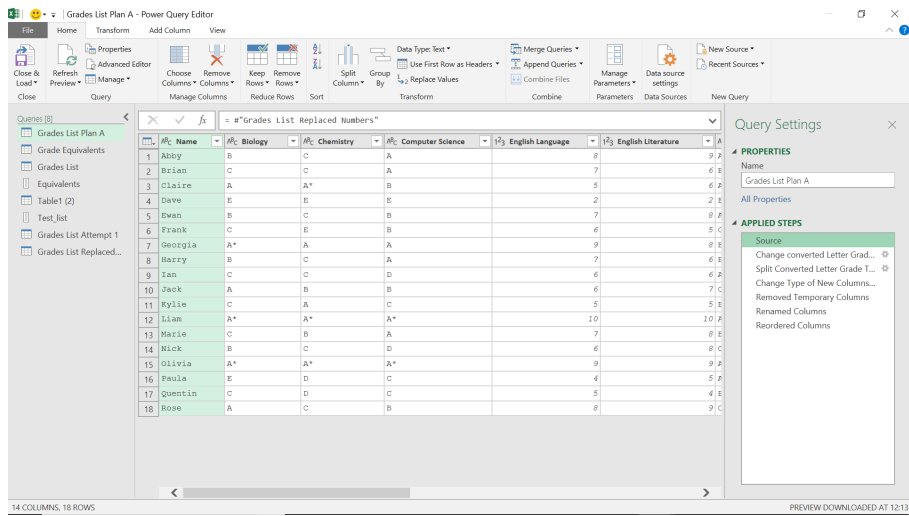 Grades List Plan A - Power Query Editor
File Home Transform Add Column View
Close & Load
Refresh Preview
Properties
Advanced Editor
Manage
Choose Columns
Remove Columns
Keep Rows
Remove Rows
Split Column
Group By
Data Type: Text
Use First Row as Headers
Replace Values
Merge Queries
Append Queries
Combine Files
Manage Parameters
Data source settings
New Source
Recent Sources
Close Query Manage Columns Reduce Rows Sort Transform Combine Parameters Data Sources New Query
Queries [8]
Grades List Plan A
Grade Equivalents
Grades List
Equivalents
Table1 (2)
Test_list
Grades List Attempt 1
Grades List Replaced...
fx = #"Grades List Replaced Numbers"
ABC Name ABC Biology ABC Chemistry ABC Computer Science 123 English Language 123 English Literature
1 Abby B C A 8 9
2 Brian C C A 7 6
3 Claire A A* B 5 6
4 Dave E E E 2 2
5 Ewan B C B 7 8
6 Frank C E B 6 5
7 Georgia A* A A 9 8
8 Harry B C A 7 6
9 Ian C C D 6 6
10 Jack A B B 6 7
11 Kylie C A C 5 5
12 Liam A* A* A* 10 10
13 Marie C B A 7 8
14 Nick B C D 6 8
15 Olivia A* A* A* 9 9
16 Paula E D C 4 5
17 Quentin C D C 5 4
18 Rose A C B 8 9
Query Settings
PROPERTIES
Name
Grades List Plan A
All Properties
APPLIED STEPS
Source
Change converted Letter Grad...
Split Converted Letter Grade T...
Change Type of New Columns...
Removed Temporary Columns
Renamed Columns
Reordered Columns
14 COLUMNS, 18 ROWS PREVIEW DOWNLOADED AT 12:13